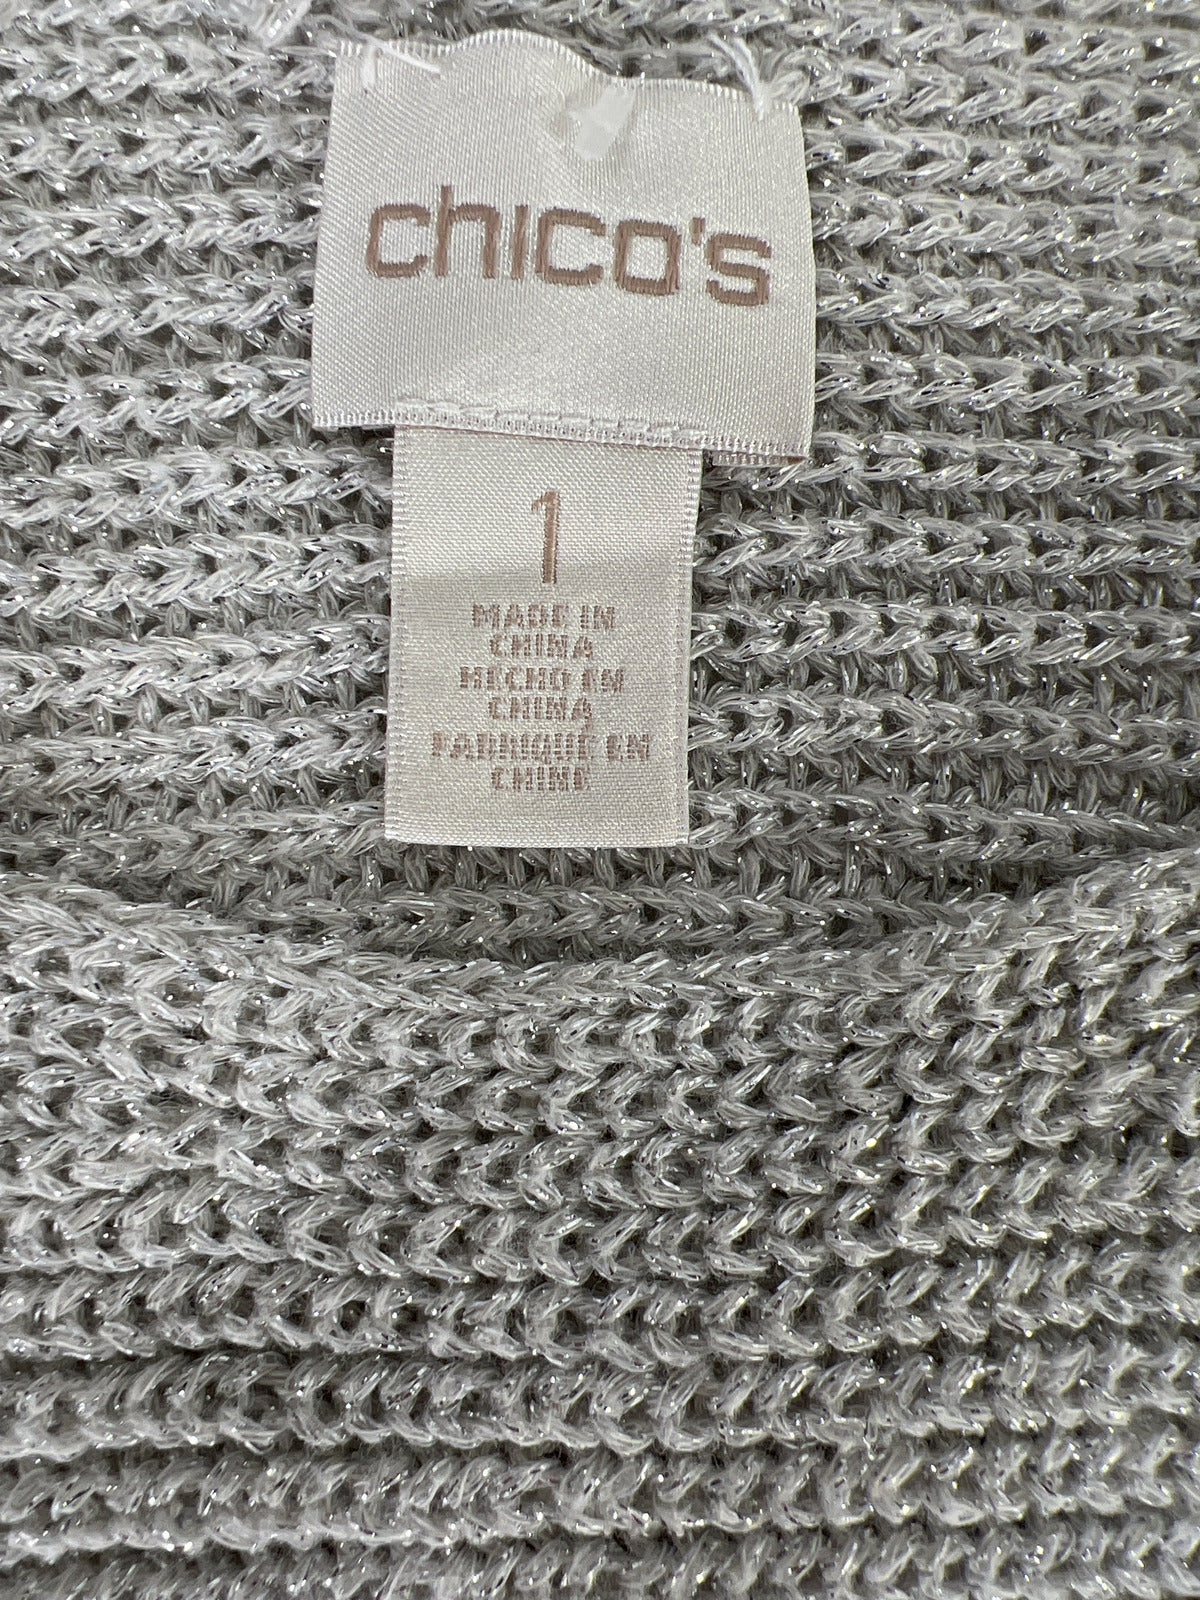 chico's
1
MADE IN
CHINA
HECHO EN
CHINA
FABRIQUÉ EN
CHINE